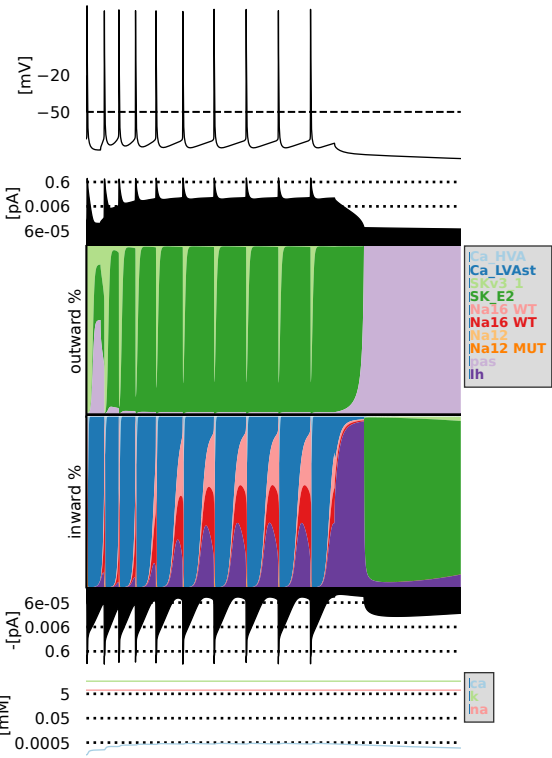 [mV]
−20
−50
[pA]
0.6
0.006
6e-05
outward %
Ca_HVA
Ca_LVAst
SKv3_1
SK_E2
Na16 WT
Na16 WT
Na12
Na12 MUT
pas
Ih
inward %
-[pA]
6e-05
0.006
0.6
[mM]
5
0.05
0.0005
ca
k
na